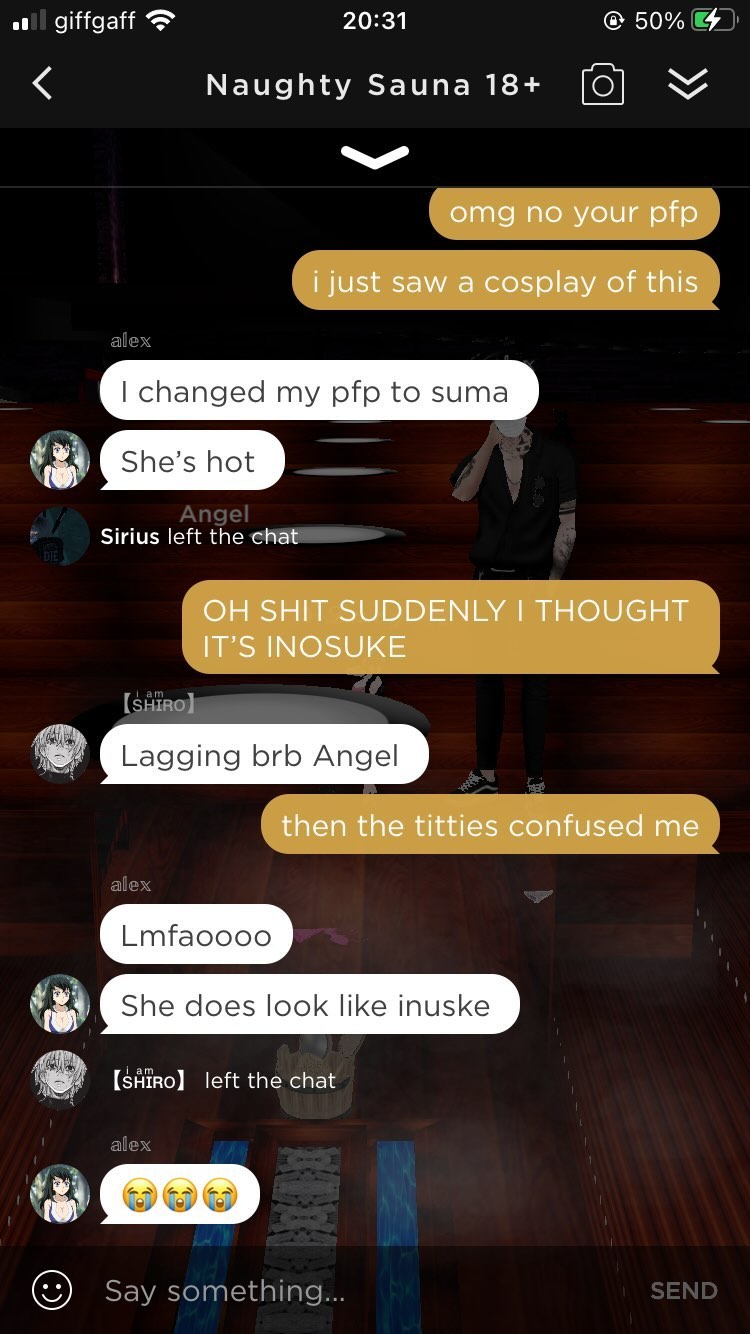 giffgaff
20:31
50%
Naughty Sauna 18+
omg no your pfp
i just saw a cosplay of this
𝕒𝕝𝕖𝕩
I changed my pfp to suma
She’s hot
Angel
Sirius left the chat
OH SHIT SUDDENLY I THOUGHT
IT’S INOSUKE
i am
【SHIRO】
Lagging brb Angel
then the titties confused me
𝕒𝕝𝕖𝕩
Lmfaoooo
She does look like inuske
i am
【SHIRO】 left the chat
𝕒𝕝𝕖𝕩
😭😭😭
Say something...
SEND